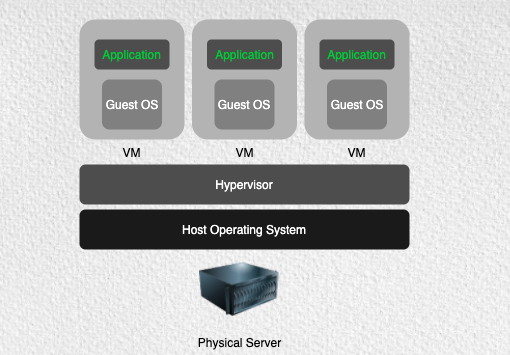 Application
Application
Application
Guest OS
Guest OS
Guest OS
VM
VM
VM
Hypervisor
Host Operating System
Physical Server